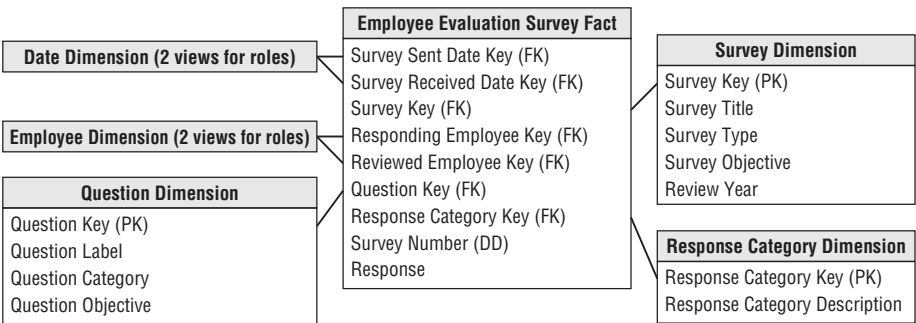 Date Dimension (2 views for roles)
Employee Dimension (2 views for roles)
Question Dimension
Question Key (PK)
Question Label
Question Category
Question Objective
Employee Evaluation Survey Fact
Survey Sent Date Key (FK)
Survey Received Date Key (FK)
Survey Key (FK)
Responding Employee Key (FK)
Reviewed Employee Key (FK)
Question Key (FK)
Response Category Key (FK)
Survey Number (DD)
Response
Survey Dimension
Survey Key (PK)
Survey Title
Survey Type
Survey Objective
Review Year
Response Category Dimension
Response Category Key (PK)
Response Category Description